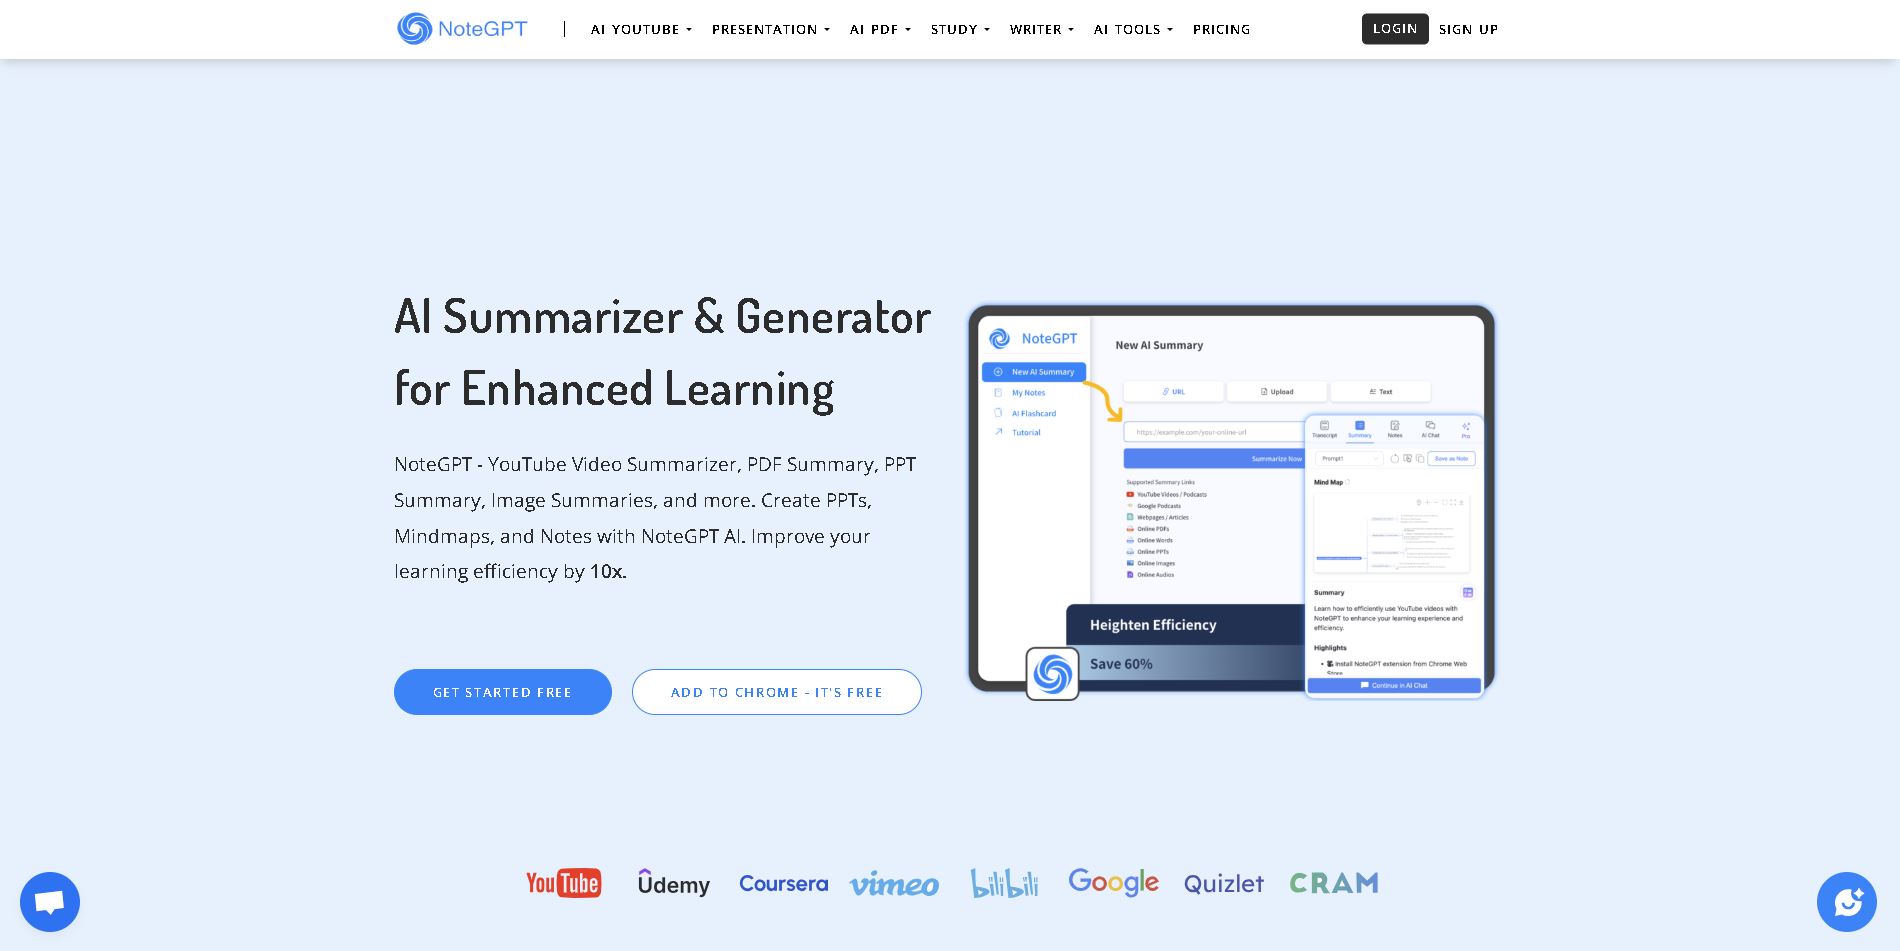 NoteGPT
AI YOUTUBE
PRESENTATION
AI PDF
STUDY
WRITER
AI TOOLS
PRICING
LOGIN
SIGN UP
AI Summarizer & Generator
for Enhanced Learning
NoteGPT - YouTube Video Summarizer, PDF Summary, PPT
Summary, Image Summaries, and more. Create PPTs,
Mindmaps, and Notes with NoteGPT AI. Improve your
learning efficiency by 10x.
GET STARTED FREE
ADD TO CHROME - IT'S FREE
NoteGPT
New AI Summary
My Notes
AI Flashcard
Tutorial
New AI Summary
URL
Upload
Text
https://example.com/your-online-url
Summarize Now
Supported Summary Links
YouTube Videos / Podcasts
Google Podcasts
Webpages / Articles
Online PDFs
Online Words
Online PPTs
Online Images
Online Audios
Heighten Efficiency
Save 60%
Transcript
Summary
Notes
AI Chat
Pro
Prompt1
Save as Note
Mind Map
Summary
Learn how to efficiently use YouTube videos with
NoteGPT to enhance your learning experience and
efficiency.
Highlights
Install NoteGPT extension from Chrome Web
Store
Continue in AI Chat
YouTube
Udemy
Coursera
vimeo
bilibili
Google
Quizlet
CRAM